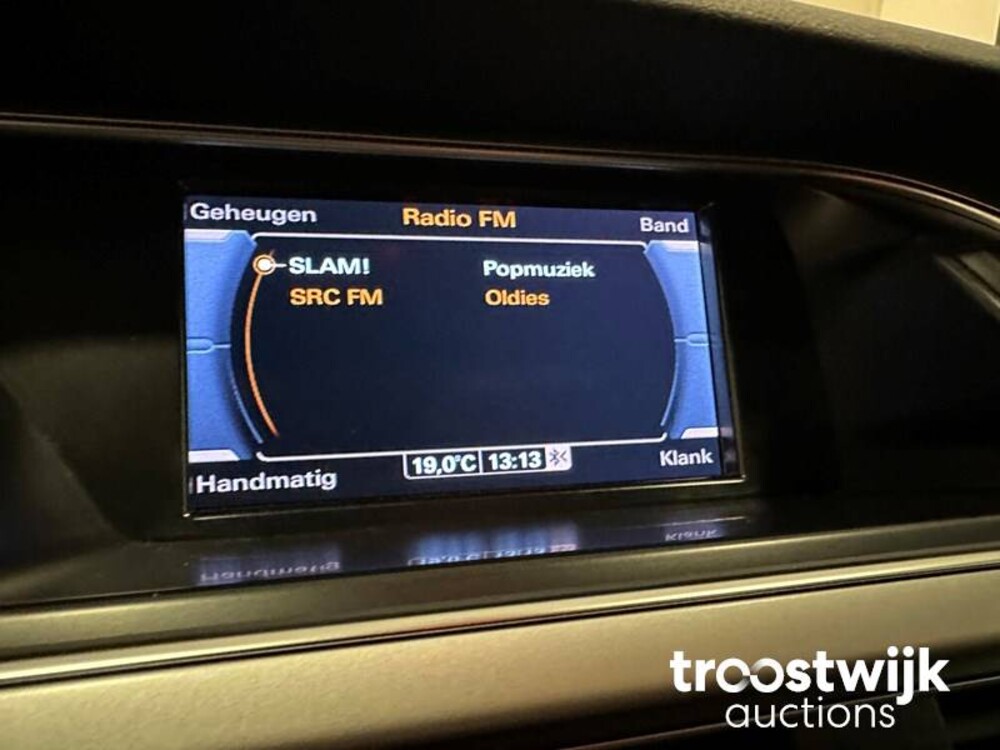 Geheugen Radio FM Band
SLAM! Popmuziek
SRC FM Oldies
19,0°C 13:13
Handmatig Klank
troostwijk
auctions